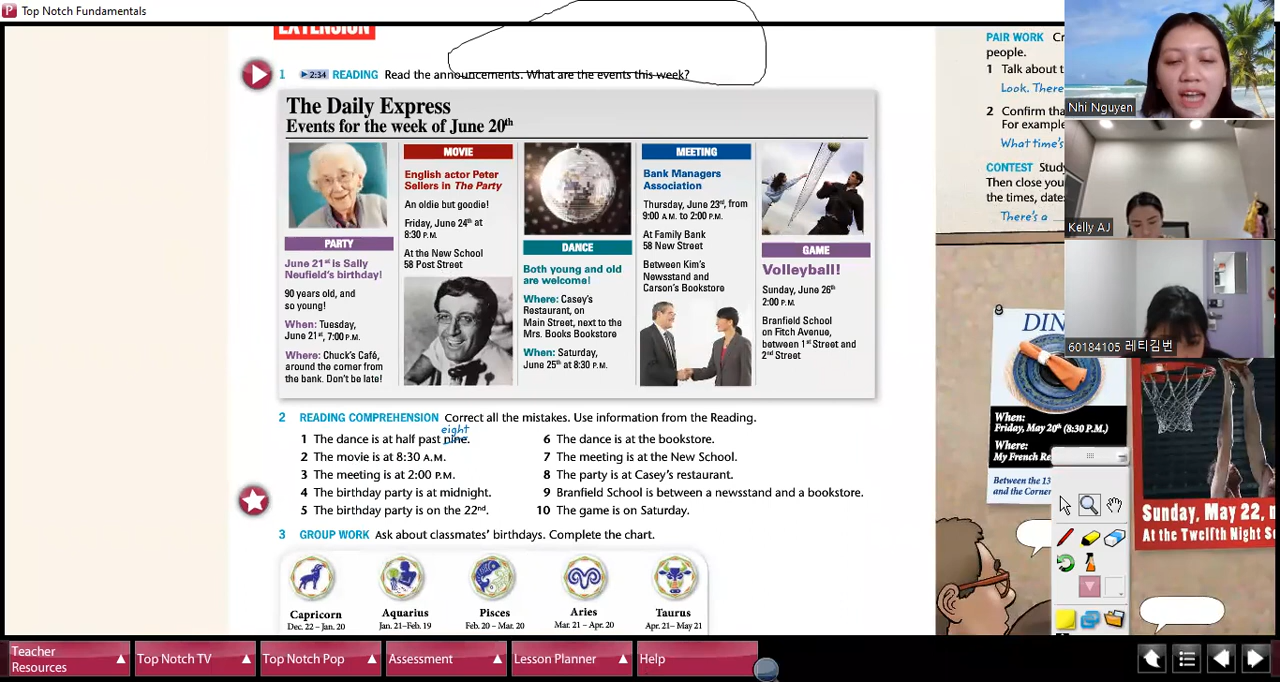 Top Notch Fundamentals
EXTENSION
1 2:34 READING Read the announcements. What are the events this week?
The Daily Express
Events for the week of June 20th
PARTY
June 21st is Sally
Neufield's birthday!
90 years old, and
so young!
When: Tuesday,
June 21st, 7:00 P.M.
Where: Chuck's Café,
around the corner from
the bank. Don't be late!
MOVIE
English actor Peter
Sellers in The Party
An oldie but goodie!
Friday, June 24th at
8:30 P.M.
At the New School
58 Post Street
DANCE
Both young and old
are welcome!
Where: Casey's
Restaurant, on
Main Street, next to the
Mrs. Books Bookstore
When: Saturday,
June 25th at 8:30 P.M.
MEETING
Bank Managers
Association
Thursday, June 23rd, from
9:00 A.M. to 2:00 P.M.
At Family Bank
58 New Street
Between Kim's
Newsstand and
Carson's Bookstore
GAME
Volleyball!
Sunday, June 26th
2:00 P.M.
Branfield School
on Fitch Avenue,
between 1st Street and
2nd Street
2 READING COMPREHENSION Correct all the mistakes. Use information from the Reading.
eight
1 The dance is at half past nine.
2 The movie is at 8:30 A.M.
3 The meeting is at 2:00 P.M.
4 The birthday party is at midnight.
5 The birthday party is on the 22nd.
6 The dance is at the bookstore.
7 The meeting is at the New School.
8 The party is at Casey's restaurant.
9 Branfield School is between a newsstand and a bookstore.
10 The game is on Saturday.
3 GROUP WORK Ask about classmates' birthdays. Complete the chart.
Capricorn
Dec. 22 – Jan. 20
Aquarius
Jan. 21–Feb. 19
Pisces
Feb. 20 – Mar. 20
Aries
Mar. 21 – Apr. 20
Taurus
Apr. 21– May 21
PAIR WORK
people.
1 Talk about
Look. There
2 Confirm
For example
What time's
CONTEST
Then close you
the times,
There's a
DIN
When:
Friday, May 20th (8:30 P.M.)
Where:
My French
Between the 13
and the Corner
Sunday, May 22,
At the Twelfth Night
Nhi Nguyen
Kelly AJ
60184105 레티김번
Teacher
Resources
Top Notch TV
Top Notch Pop
Assessment
Lesson Planner
Help